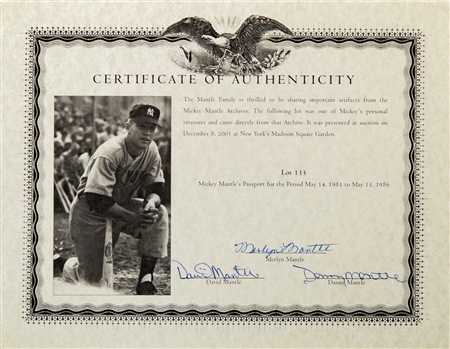 CERTIFICATE OF AUTHENTICITY
The Mantle Family is thrilled to be sharing important artifacts from the
Mickey Mantle Archives. The following lot was one of Mickey's personal
treasures and came directly from that Archive. It was presented at auction on
December 8, 2003 at New York's Madison Square Garden.
Lot 133
Mickey Mantle's Passport for the Period May 14, 1981 to May 13, 1986
Merlyn Mantle
Merlyn Mantle
David Mantle
Danny Mantle
David Mantle
Danny Mantle